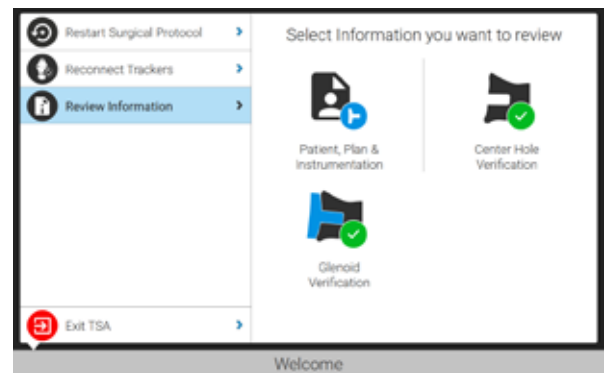 Restart Surgical Protocol
Select Information you want to review
Reconnect Trackers
Review Information
Patient, Plan &
Instrumentation
Center Hole
Verification
Glenoid
Verification
Exit TSA
Welcome